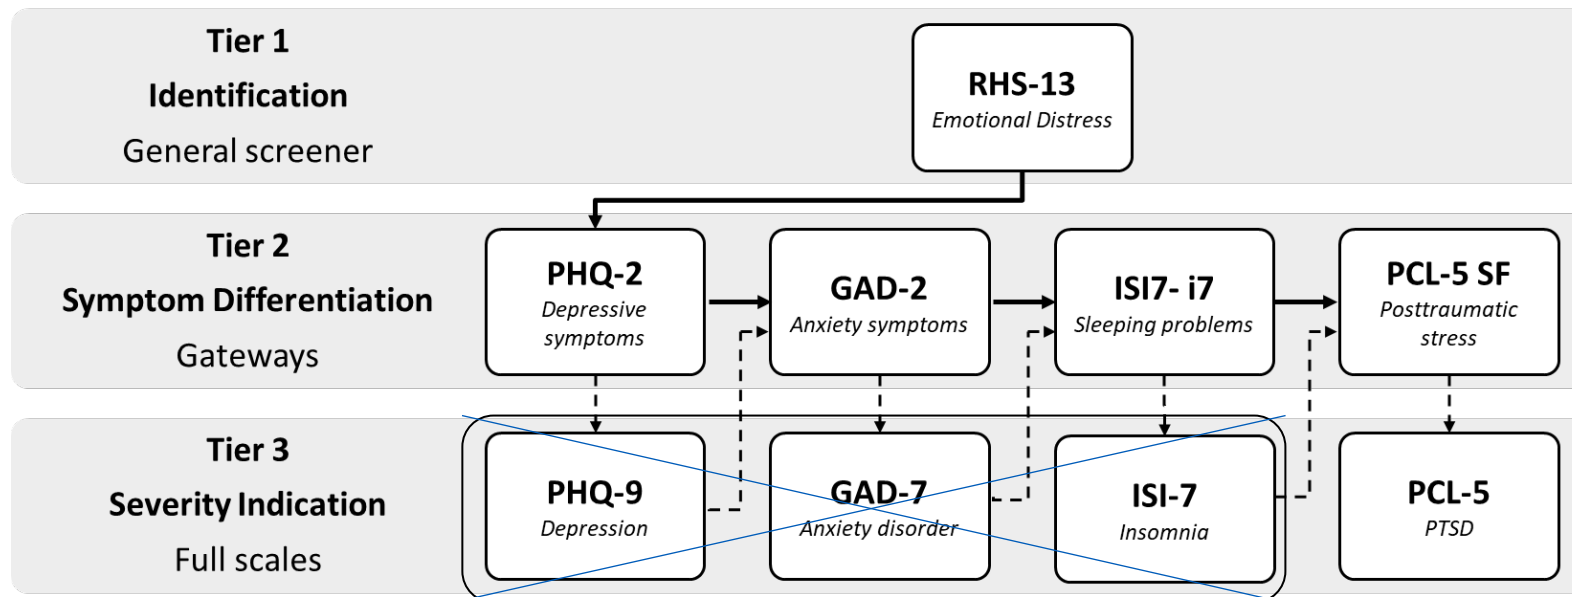 Tier 1
Identification
General screener
RHS-13
Emotional Distress
Tier 2
Symptom Differentiation
Gateways
PHQ-2
Depressive
symptoms
GAD-2
Anxiety symptoms
ISI7- i7
Sleeping problems
PCL-5 SF
Posttraumatic
stress
Tier 3
Severity Indication
Full scales
PHQ-9
Depression
GAD-7
Anxiety disorder
ISI-7
Insomnia
PCL-5
PTSD